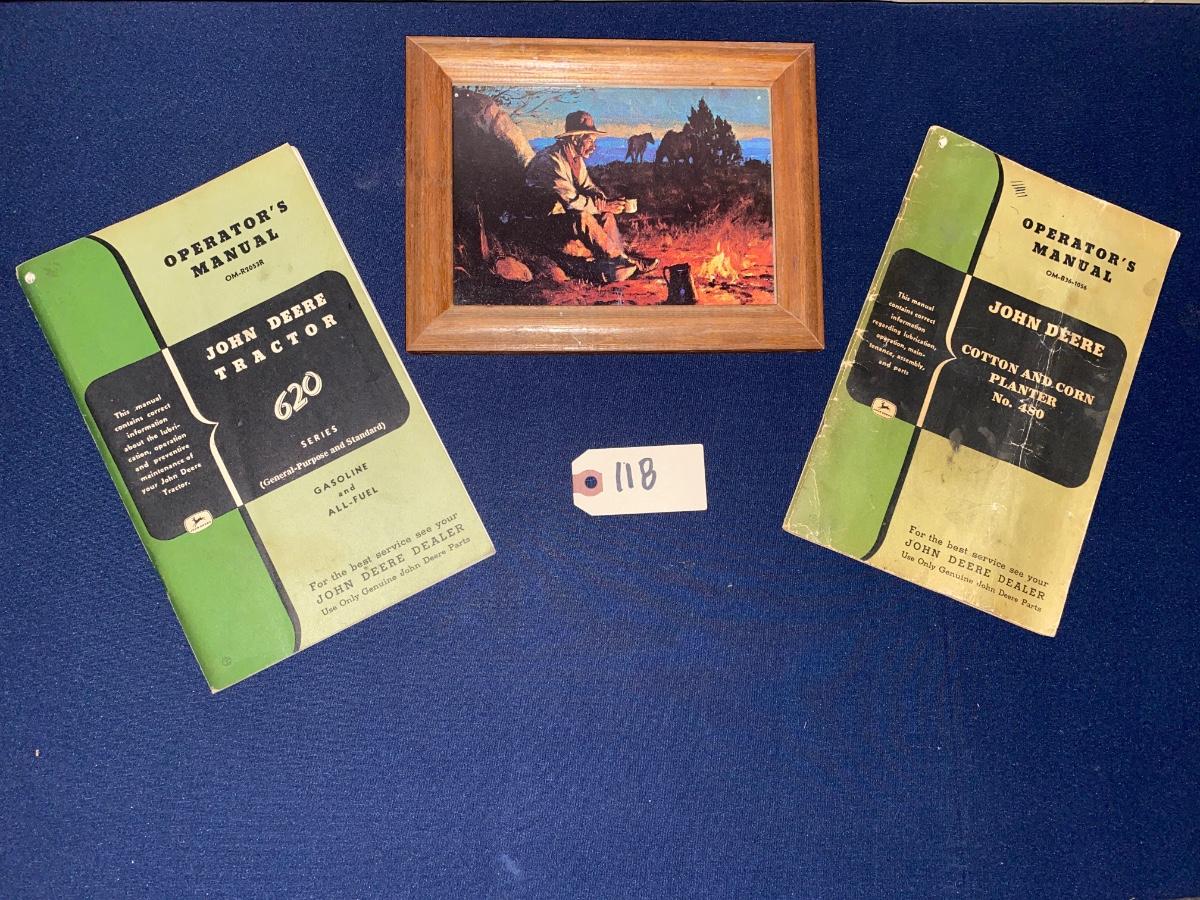 OPERATOR'S
MANUAL
OM-R2053R
JOHN DEERE
TRACTOR
620
SERIES
(General-Purpose and Standard)
GASOLINE
and
ALL-FUEL
This manual
contains correct
information
about the lubri-
cation, operation
and preventive
maintenance of
your John Deere
Tractor.
For the best service see your
JOHN DEERE DEALER
Use Only Genuine John Deere Parts
118
OPERATOR'S
MANUAL
OM-B36-1056
This manual
contains correct
information
regarding lubrication,
operation, main-
tenance, assembly,
and parts
JOHN DEERE
COTTON AND CORN
PLANTER
No. 480
For the best service see your
JOHN DEERE DEALER
Use Only Genuine John Deere Parts